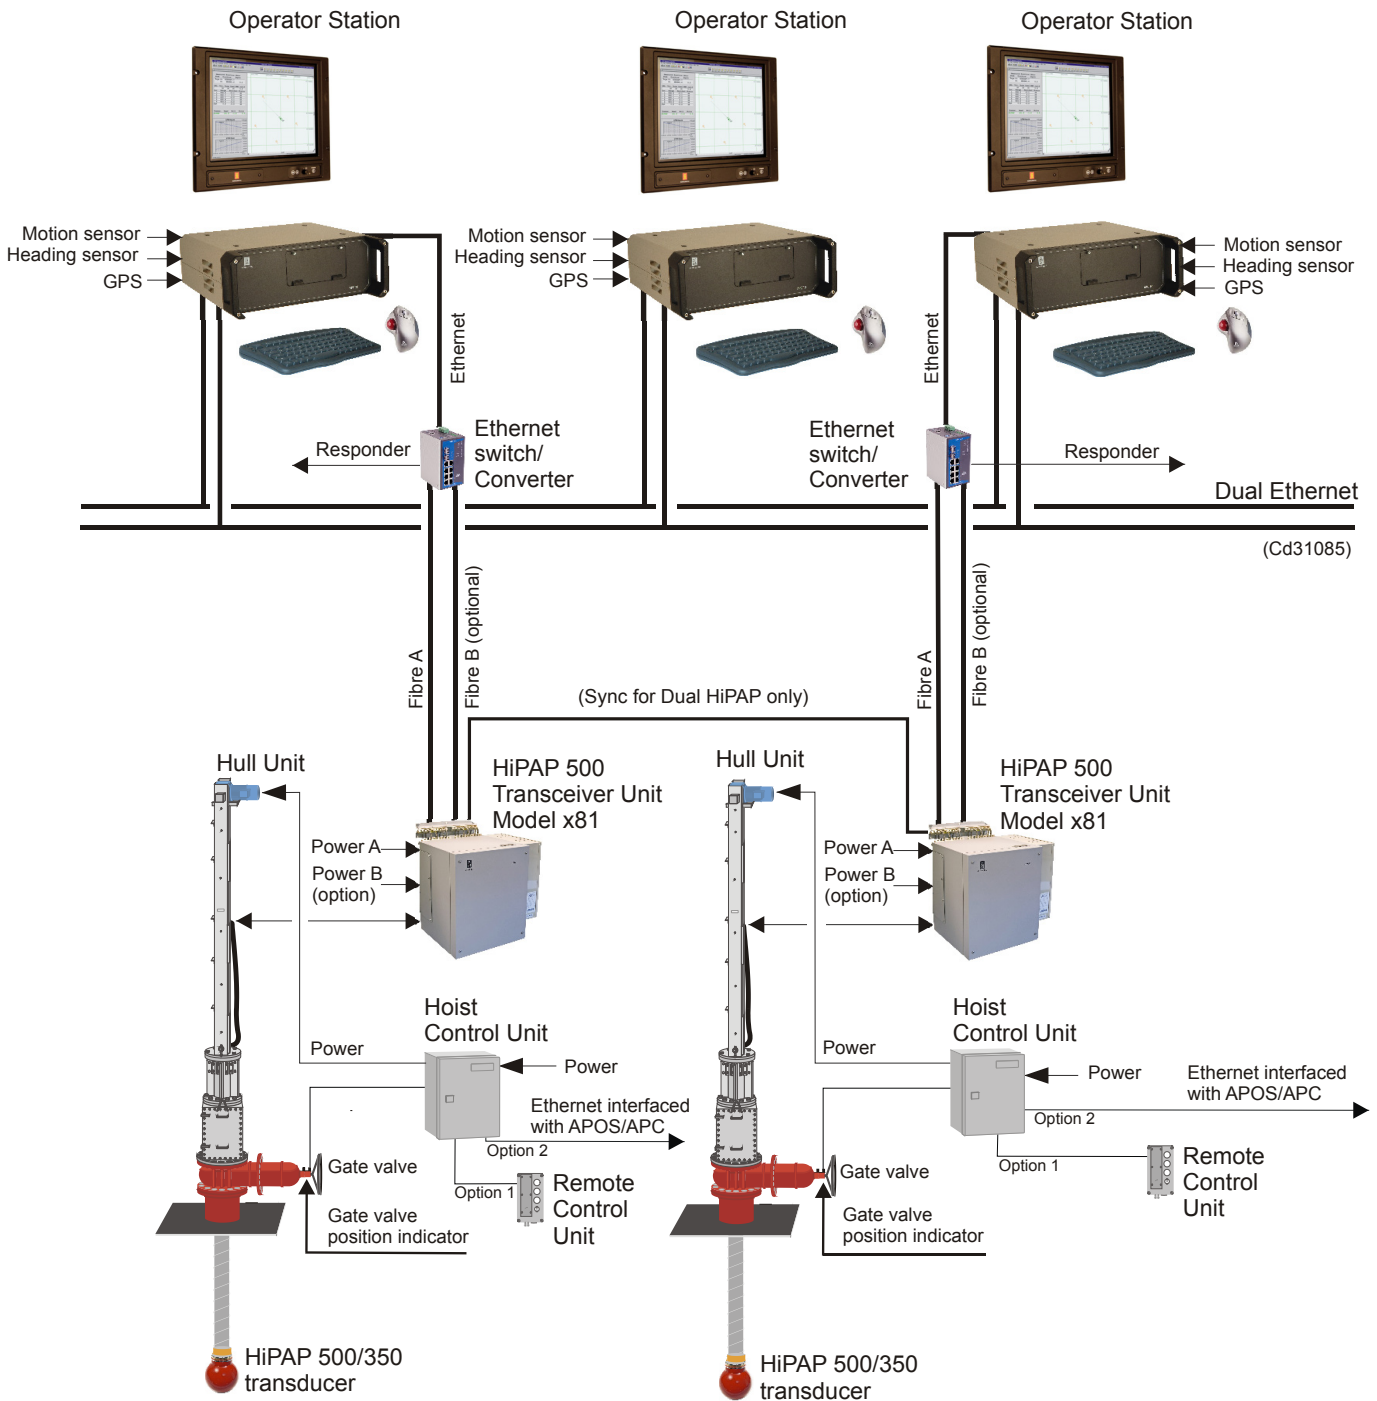 Operator Station
Operator Station
Operator Station
Motion sensor
Heading sensor
GPS
Motion sensor
Heading sensor
GPS
Motion sensor
Heading sensor
GPS
Ethernet
Ethernet
Responder
Ethernet
switch/
Converter
Ethernet
switch/
Converter
Responder
Dual Ethernet
(Cd31085)
Fibre A
Fibre B (optional)
Fibre A
Fibre B (optional)
(Sync for Dual HiPAP only)
Hull Unit
HiPAP 500
Transceiver Unit
Model x81
Hull Unit
HiPAP 500
Transceiver Unit
Model x81
Power A
Power B
(option)
Power A
Power B
(option)
Hoist
Control Unit
Hoist
Control Unit
Power
Power
Power
Power
Ethernet interfaced
with APOS/APC
Ethernet interfaced
with APOS/APC
Option 2
Option 2
Option 1
Option 1
Gate valve
Gate valve
Remote
Control
Unit
Remote
Control
Unit
Gate valve
position indicator
Gate valve
position indicator
HiPAP 500/350
transducer
HiPAP 500/350
transducer